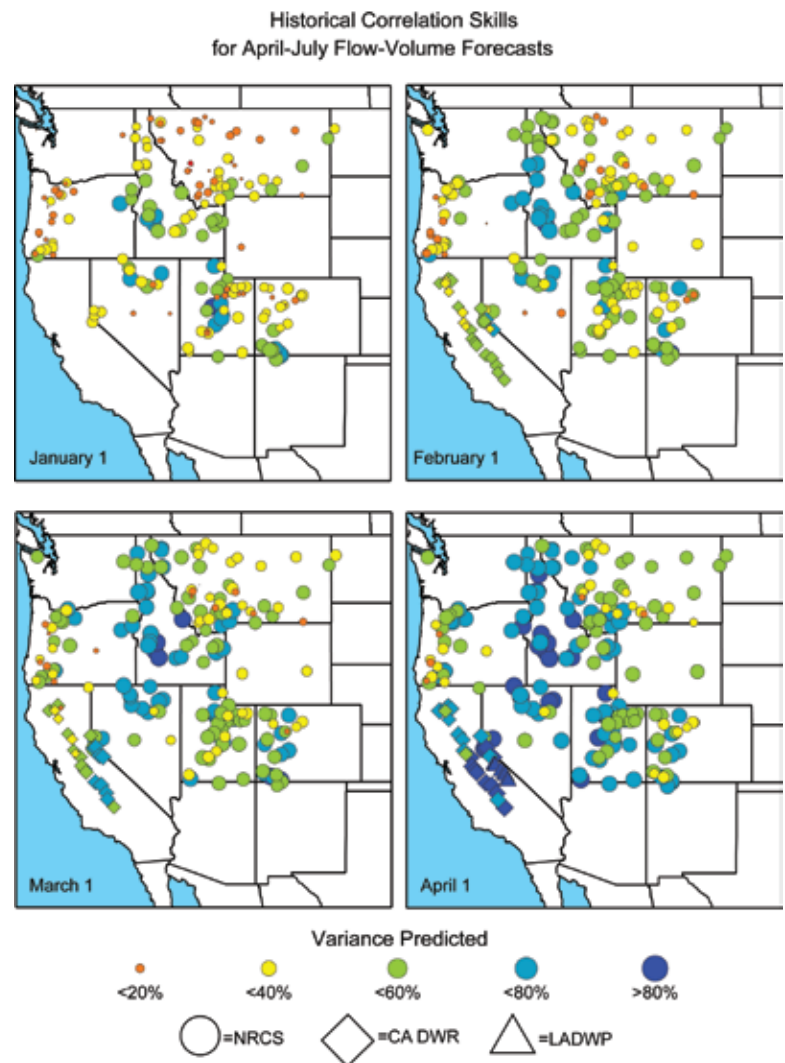 Historical Correlation Skills
for April-July Flow-Volume Forecasts
January 1
February 1
March 1
April 1
Variance Predicted
<20%
<40%
<60%
<80%
>80%
=NRCS
=CA DWR
=LADWP